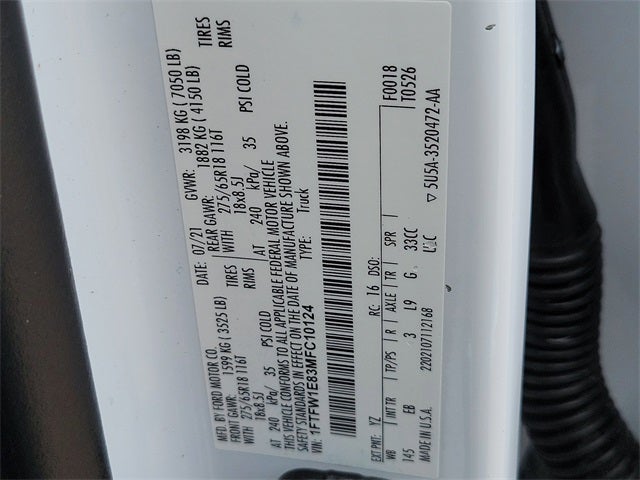 MFD. BY FORD MOTOR CO.
DATE: 07/21 GVWR: 3198 KG ( 7050 LB)
FRONT GAWR: 1599 KG ( 3525 LB) REAR GAWR: 1882 KG ( 4150 LB)
WITH 275/65R18 116T TIRES WITH 275/65R18 116T TIRES
18x8.5J RIMS 18x8.5J RIMS
AT 240 kPa/ 35 PSI COLD AT 240 kPa/ 35 PSI COLD
THIS VEHICLE CONFORMS TO ALL APPLICABLE FEDERAL MOTOR VEHICLE
SAFETY STANDARDS IN EFFECT ON THE DATE OF MANUFACTURE SHOWN ABOVE.
VIN: 1FTFW1E83MFC10124 TYPE: Truck
F0018
T0526
EXT PNT: YZ RC: 16 DSO:
WB INT TR TP/PS R AXLE TR SPR
145 EB 3 L9 G 33CC
MADE IN U.S.A. 2202107112168 ▽ 5U5A-3520472-AA